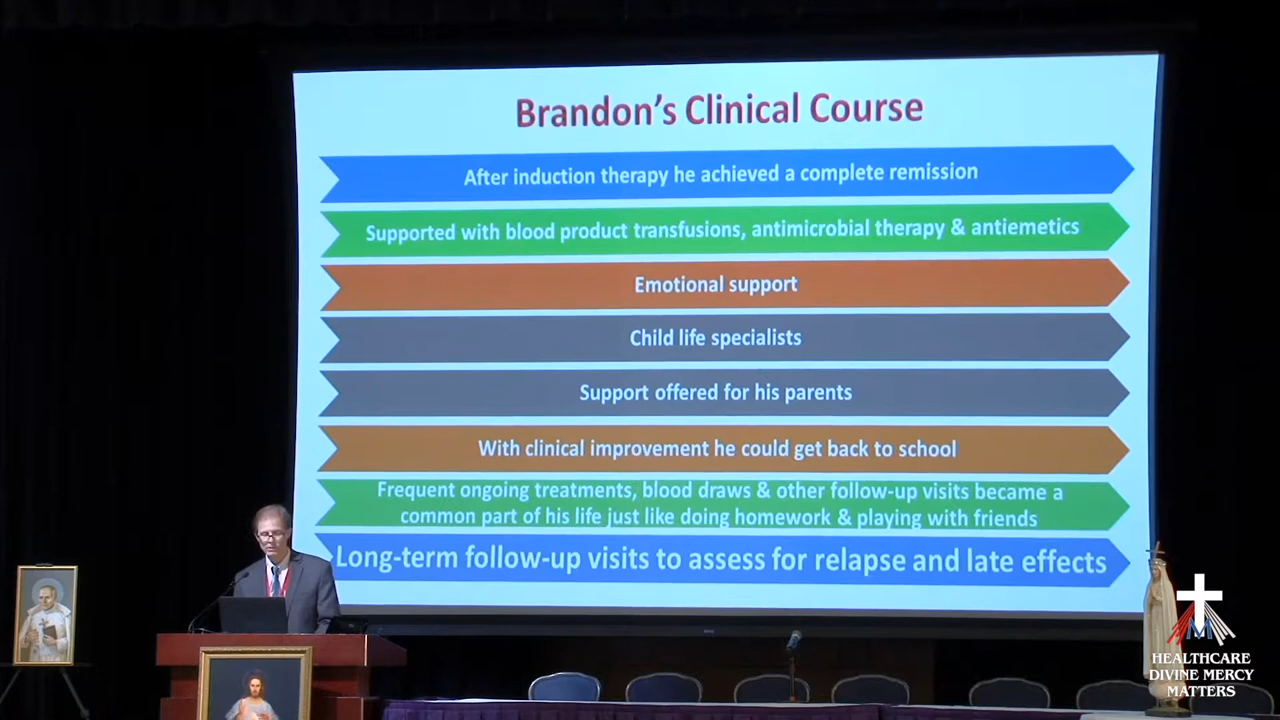 Brandon's Clinical Course
After induction therapy he achieved a complete remission
Supported with blood product transfusions, antimicrobial therapy & antiemetics
Emotional support
Child life specialists
Support offered for his parents
With clinical improvement he could get back to school
Frequent ongoing treatments, blood draws & other follow-up visits became a
common part of his life just like doing homework & playing with friends
Long-term follow-up visits to assess for relapse and late effects
HEALTHCARE
DIVINE MERCY
MATTERS